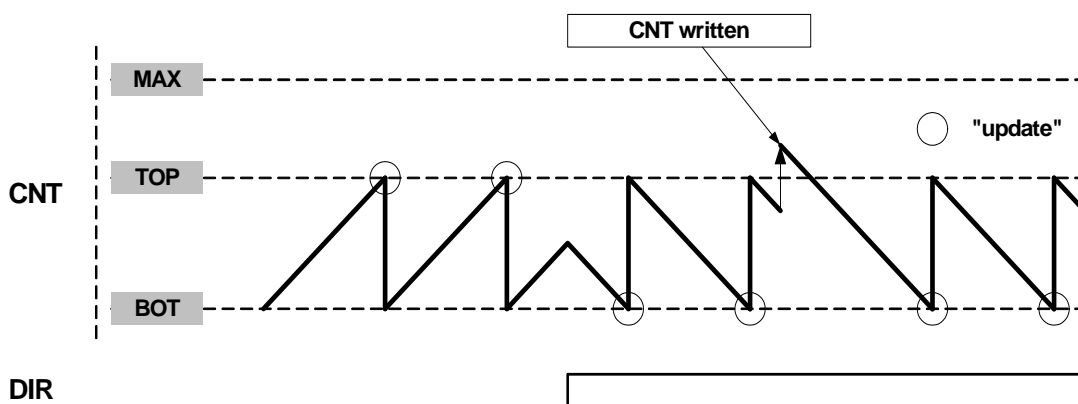 CNT written
MAX
"update"
TOP
CNT
BOT
DIR